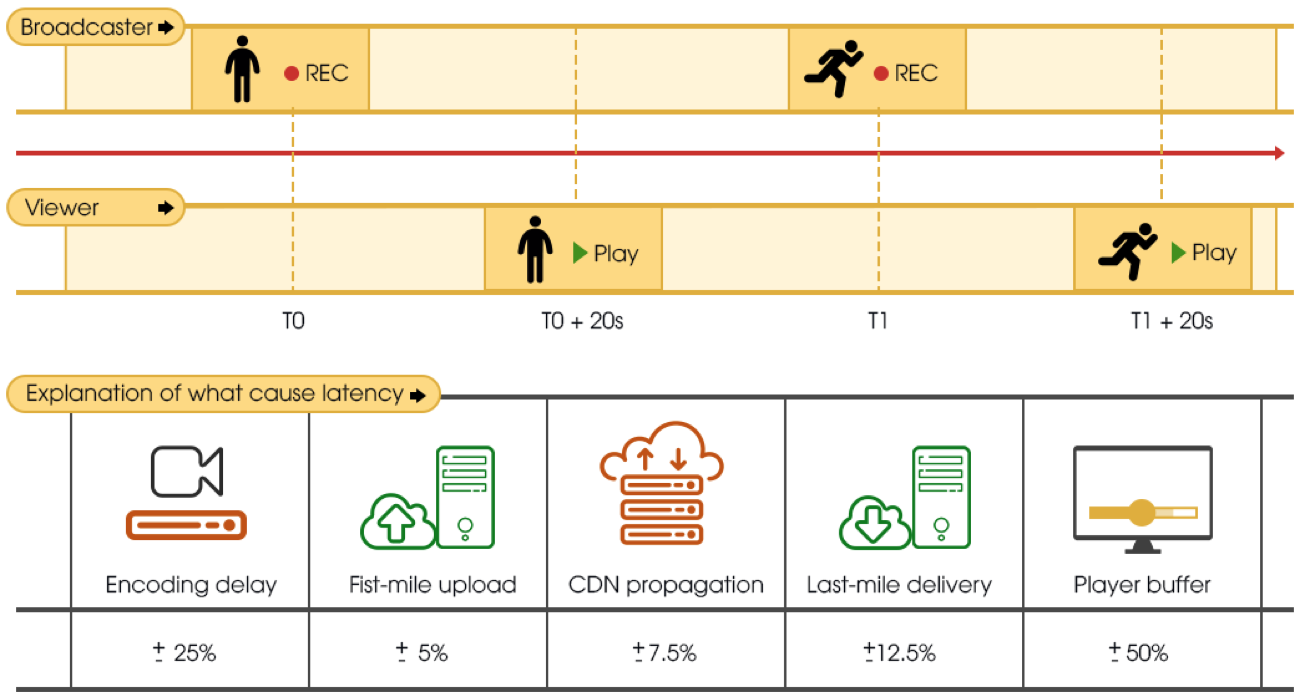 Broadcaster
REC
REC
Viewer
Play
Play
T0
T0 + 20s
T1
T1 + 20s
Explanation of what cause latency
Encoding delay
Fist-mile upload
CDN propagation
Last-mile delivery
Player buffer
± 25%
± 5%
±7.5%
±12.5%
± 50%